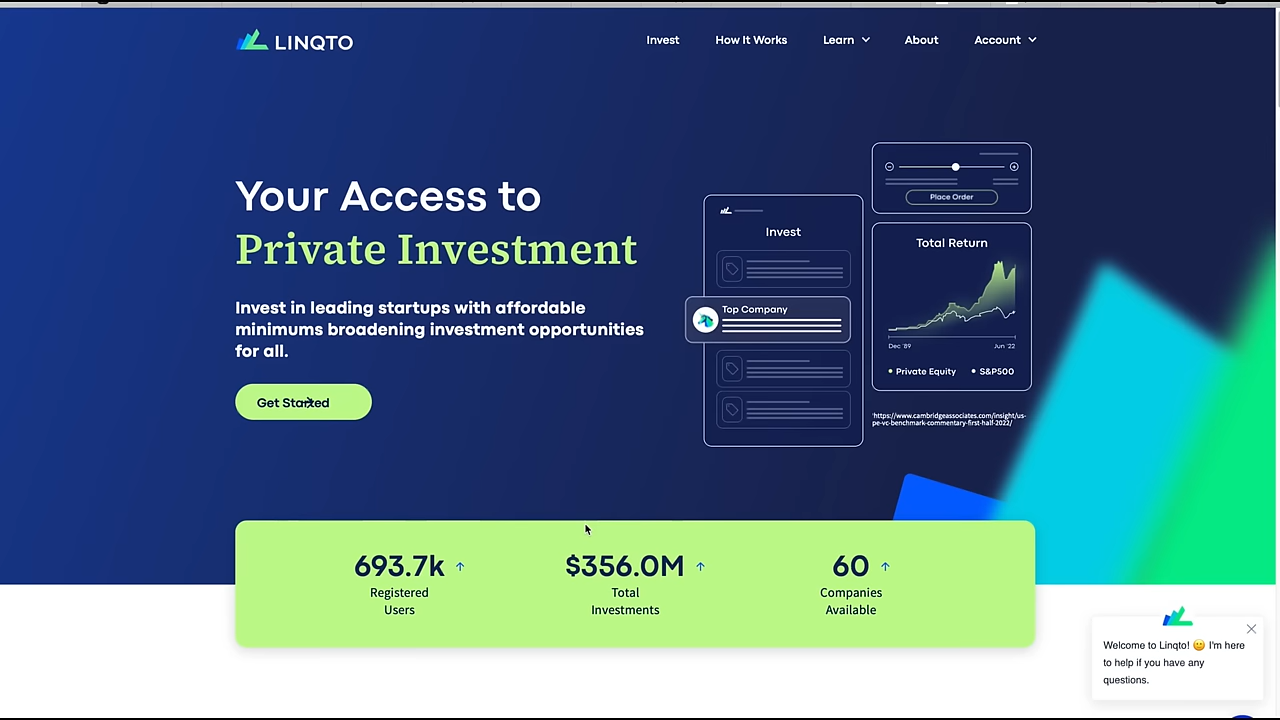 LINQTO
Invest
How It Works
Learn
About
Account
Your Access to
Private Investment
Invest in leading startups with affordable
minimums broadening investment opportunities
for all.
Get Started
Place Order
Invest
Top Company
Total Return
Dec '89
Jun '22
Private Equity
S&P500
'https://www.cambridgeassociates.com/insight/us-
pe-vc-benchmark-commentary-first-half-2022/
693.7k
Registered
Users
$356.0M
Total
Investments
60
Companies
Available
Welcome to Linqto! 🙂 I'm here
to help if you have any
questions.